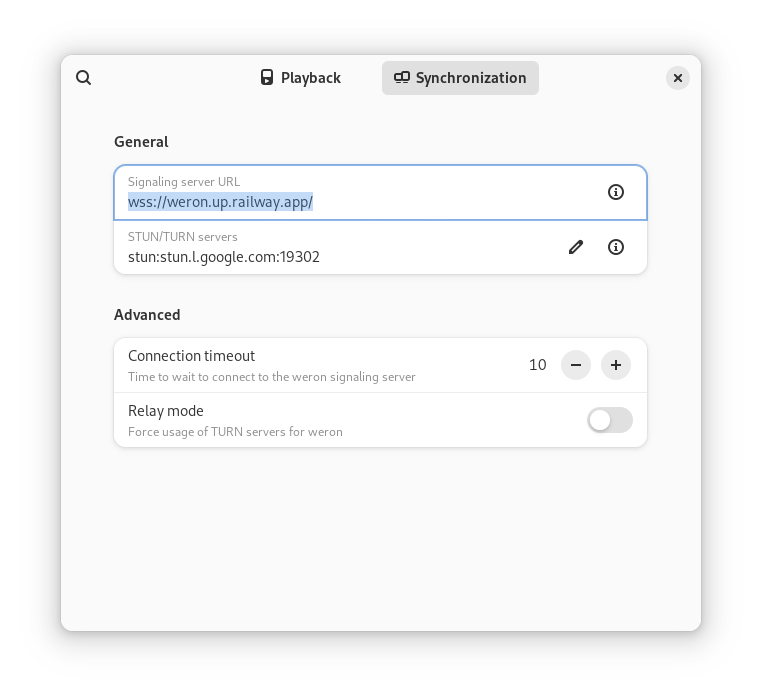 Playback
Synchronization
General
Signaling server URL
wss://weron.up.railway.app/
STUN/TURN servers
stun:stun.l.google.com:19302
Advanced
Connection timeout
10
Time to wait to connect to the weron signaling server
Relay mode
Force usage of TURN servers for weron